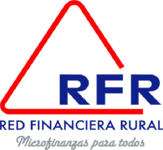 RFR
RED FINANCIERA RURAL
Microfinanzas para todos